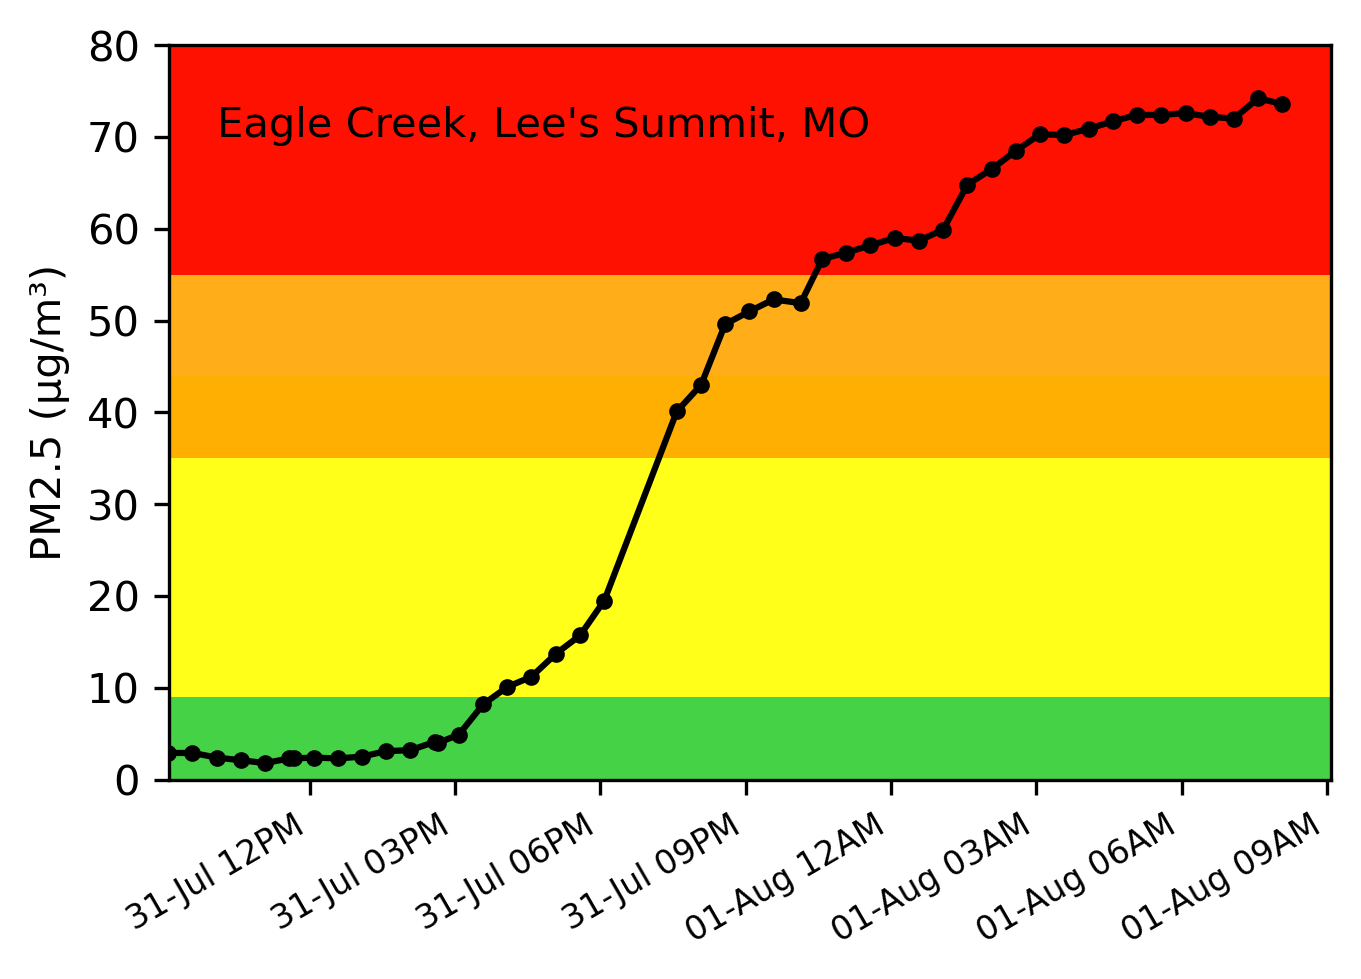 80
Eagle Creek, Lee's Summit, MO
70
60
50
40
30
20
10
0
PM2.5 (µg/m³)
31-Jul 12PM
31-Jul 03PM
31-Jul 06PM
31-Jul 09PM
01-Aug 12AM
01-Aug 03AM
01-Aug 06AM
01-Aug 09AM